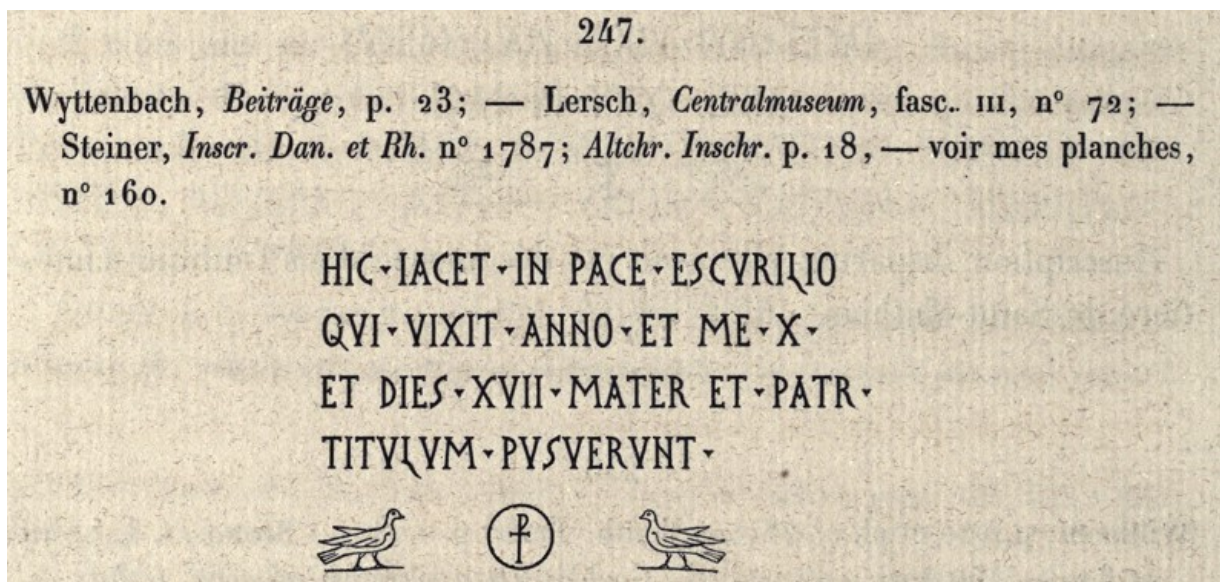 247.
Wyttenbach, Beiträge, p. 23; — Lersch, Centralmuseum, fasc.. III, n° 72; —
Steiner, Inscr. Dan. et Rh. n° 1787; Altchr. Inschr. p. 18, — voir mes planches,
n° 160.
HIC ▾ IACET ▾ IN PACE ▾ ESCVRILIO
QVI ▾ VIXIT ▾ ANNO ▾ ET ME ▾ X ▾
ET DIES ▾ XVII ▾ MATER ET ▾ PATR ▾
TITVLVM ▾ PVSVERVNT ▾